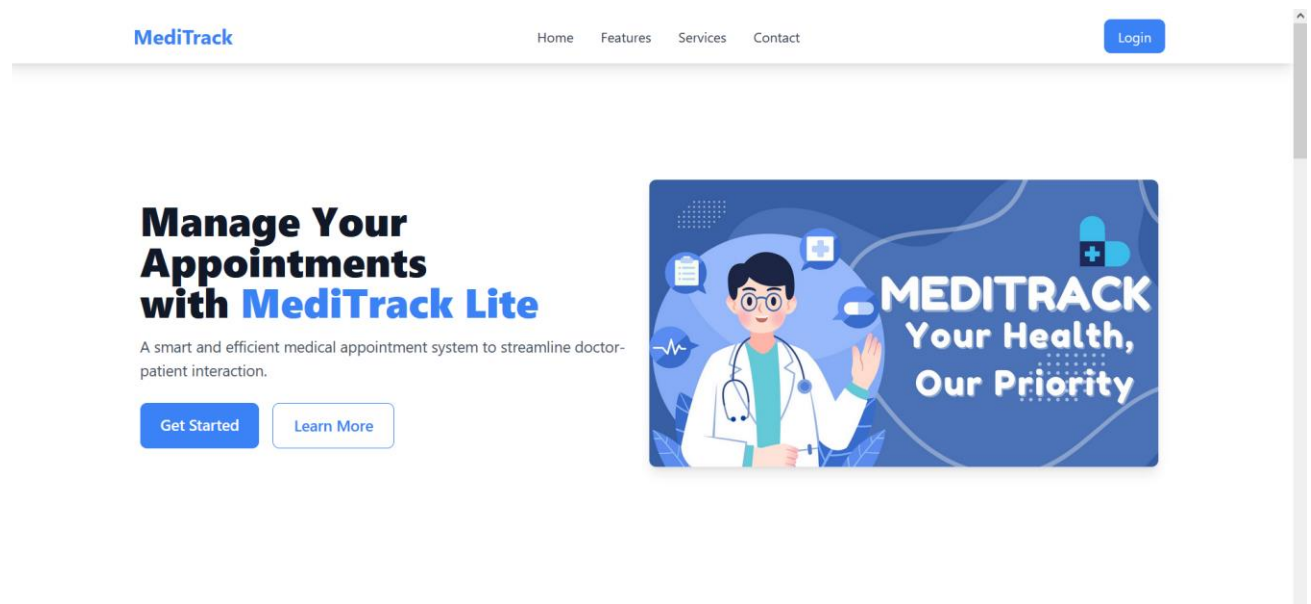 MediTrack
Home Features Services Contact
Login
Manage Your
Appointments
with MediTrack Lite
A smart and efficient medical appointment system to streamline doctor-
patient interaction.
Get Started
Learn More
MEDITRACK
Your Health,
Our Priority